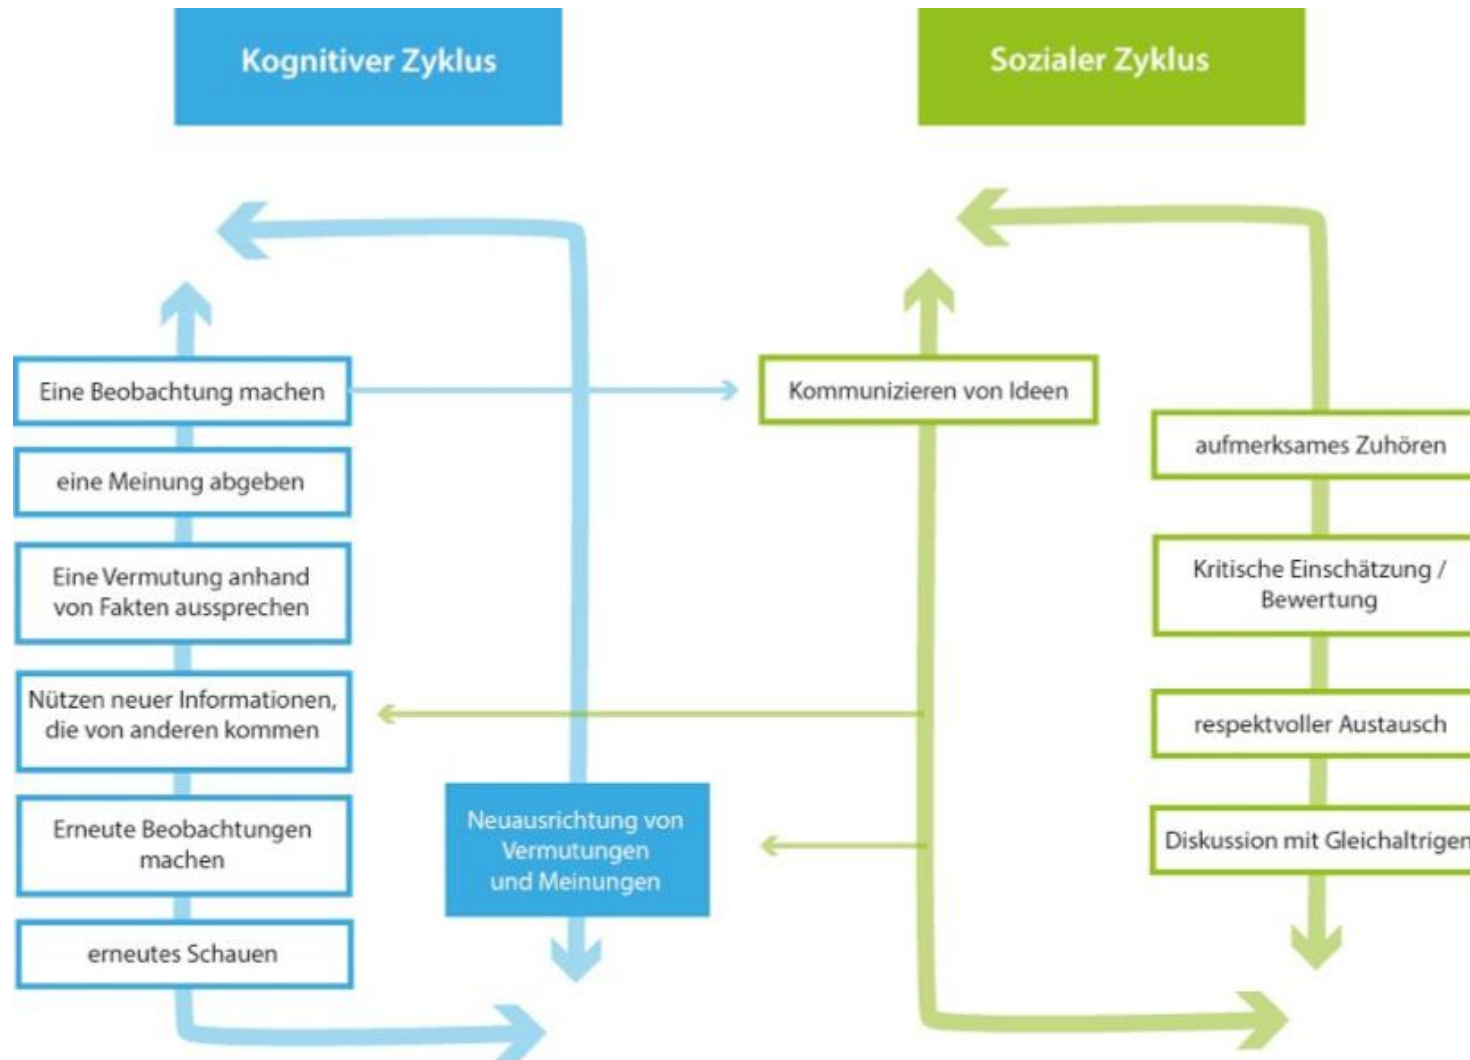 Kognitiver Zyklus
Sozialer Zyklus
Eine Beobachtung machen
eine Meinung abgeben
Eine Vermutung anhand
von Fakten aussprechen
Nützen neuer Informationen,
die von anderen kommen
Erneute Beobachtungen
machen
erneutes Schauen
Neuausrichtung von
Vermutungen
und Meinungen
Kommunizieren von Ideen
aufmerksames Zuhören
Kritische Einschätzung /
Bewertung
respektvoller Austausch
Diskussion mit Gleichaltrigen